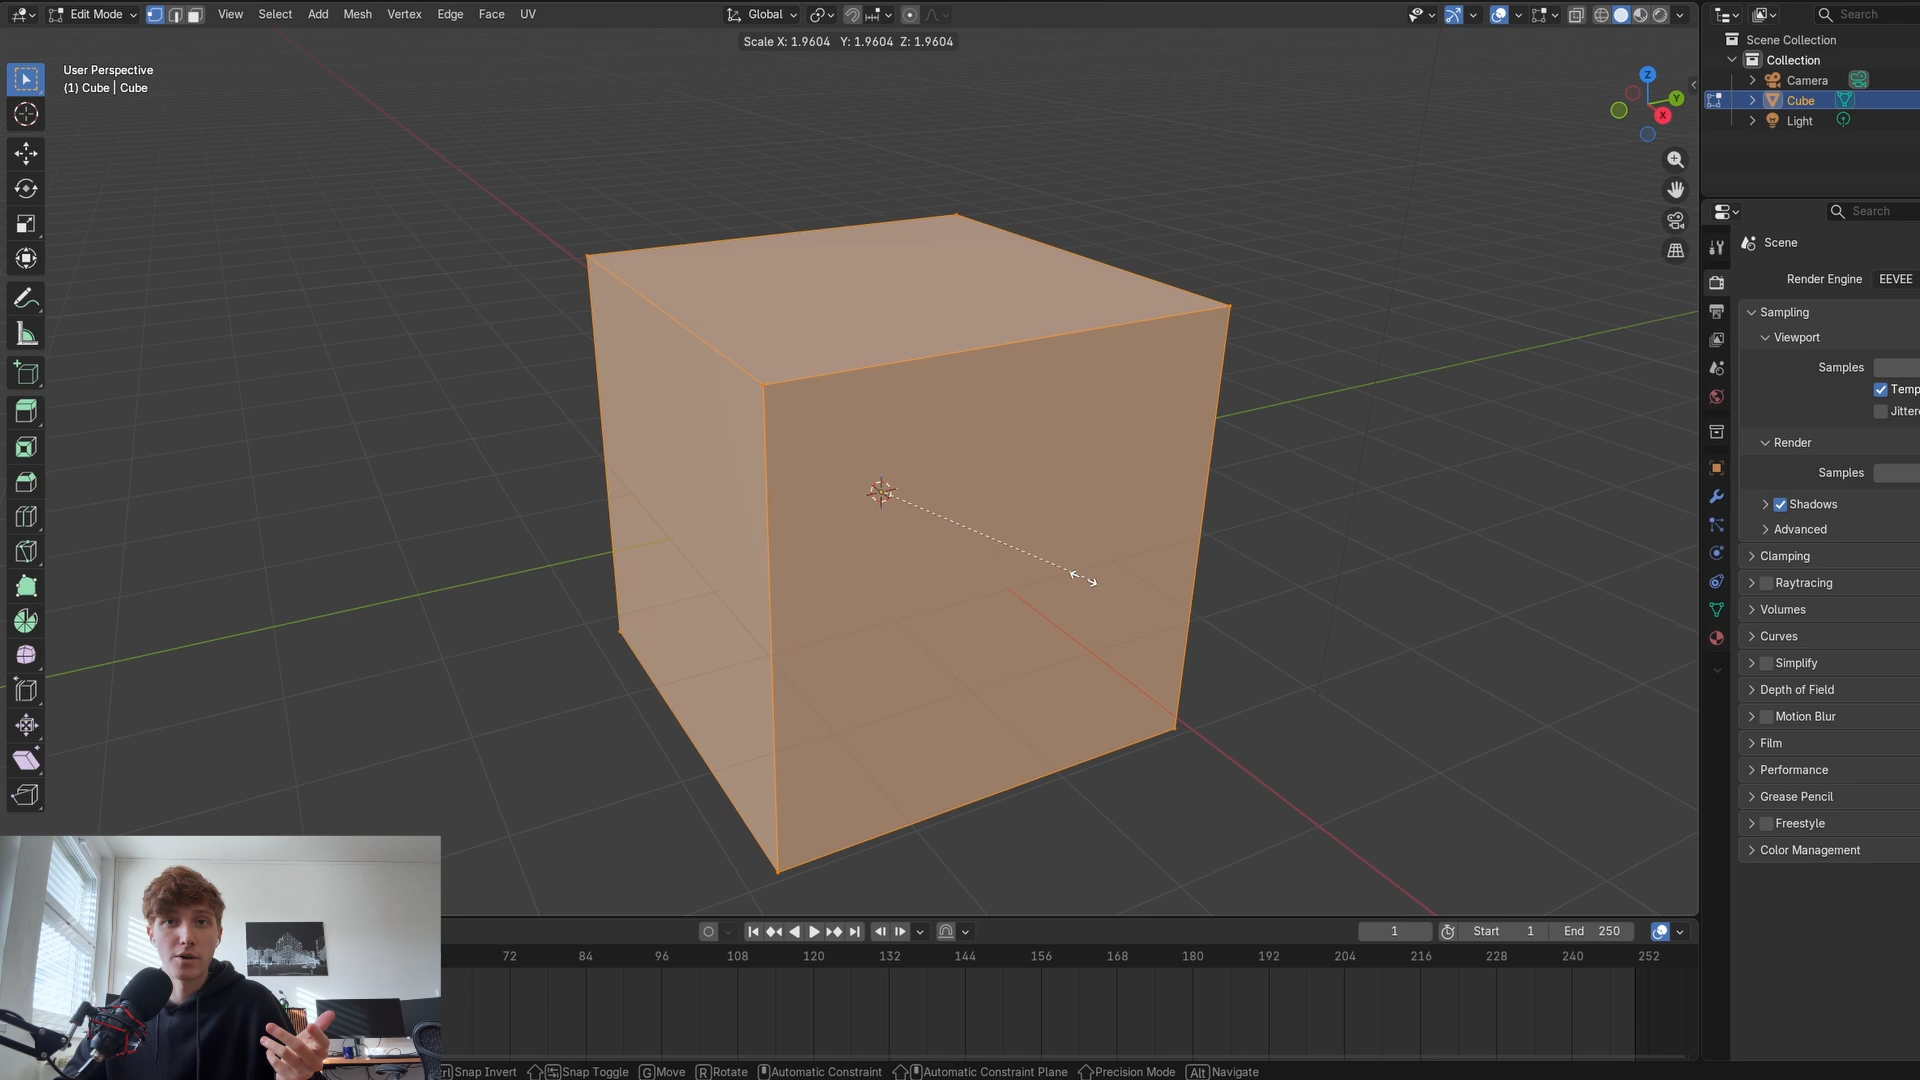 Edit Mode View Select Add Mesh Vertex Edge Face UV Global Search
Scale X: 1.9604 Y: 1.9604 Z: 1.9604
User Perspective
(1) Cube | Cube
Z
Y
X
Scene Collection
Collection
Camera
Cube
Light
Search
Scene
Render Engine EEVEE
Sampling
Viewport
Samples
Temp
Jittere
Render
Samples
Shadows
Advanced
Clamping
Raytracing
Volumes
Curves
Simplify
Depth of Field
Motion Blur
Film
Performance
Grease Pencil
Freestyle
Color Management
1 Start 1 End 250
72 84 96 108 120 132 144 156 168 180 192 204 216 228 240 252
Snap Invert Snap Toggle G Move R Rotate Automatic Constraint Automatic Constraint Plane Precision Mode Alt Navigate